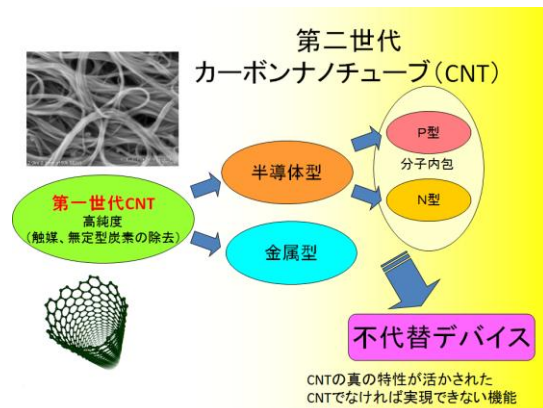 第二世代
カーボンナノチューブ(CNT)
P型
分子内包
N型
半導体型
第一世代CNT
高純度
(触媒、無定型炭素の除去)
金属型
不代替デバイス
CNTの真の特性が活かされた
CNTでなければ実現できない機能